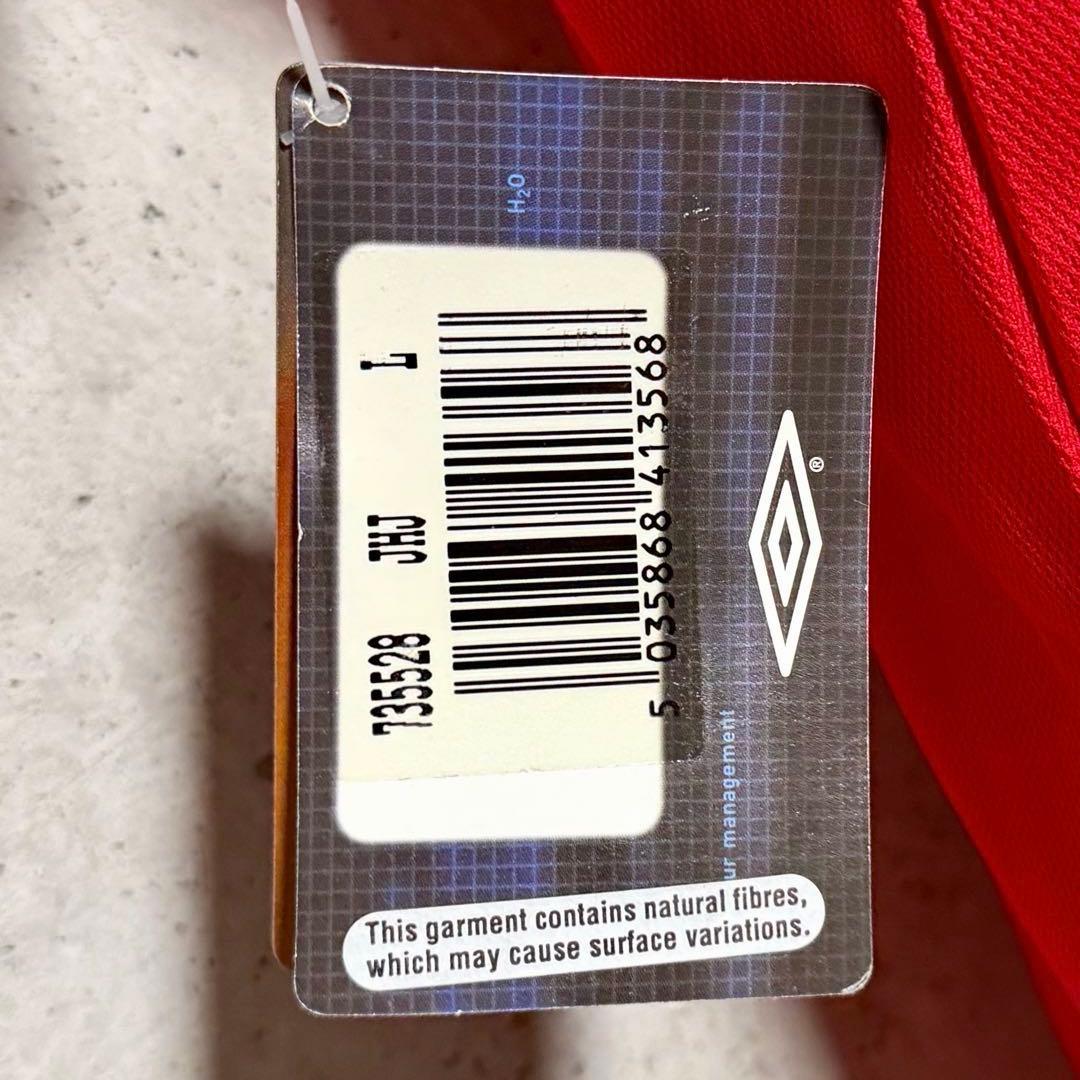 H₂O
735528 JHJ L
5 035868 413568
®
ur management
This garment contains natural fibres,
which may cause surface variations.